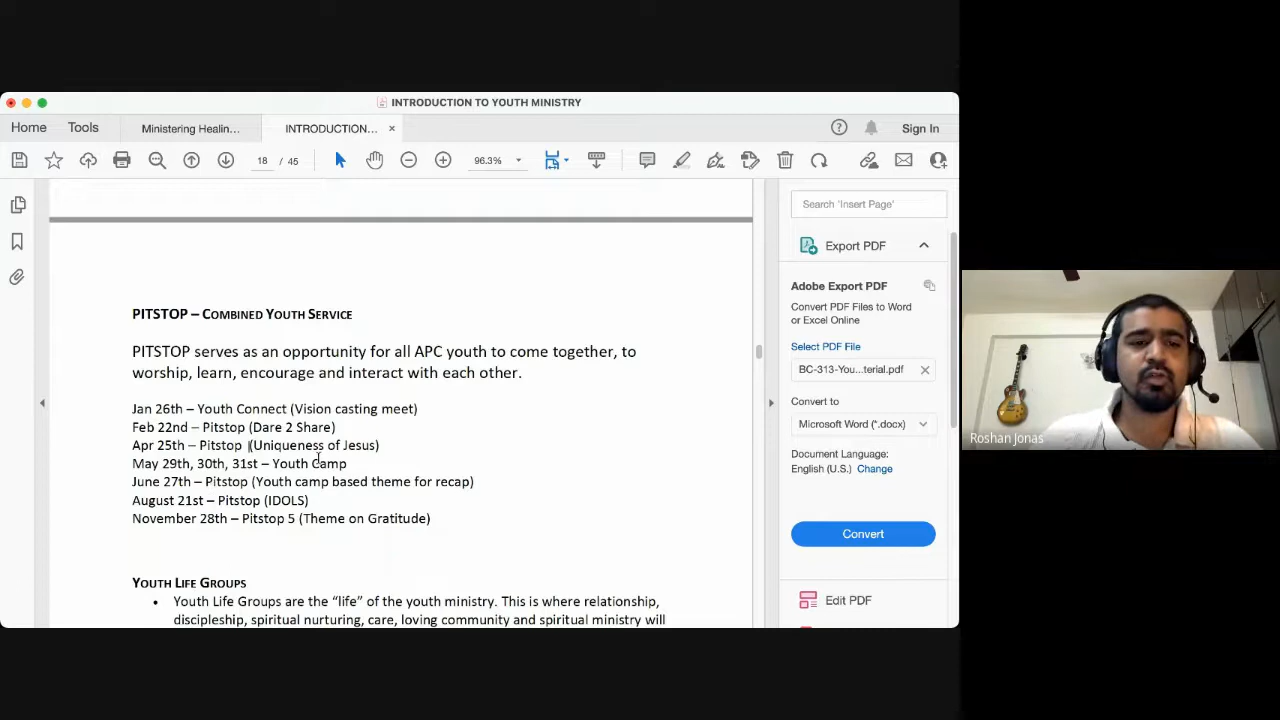 INTRODUCTION TO YOUTH MINISTRY
Home
Tools
Ministering Healin...
INTRODUCTION...
×
Sign In
18 / 45
96.3%
Search 'Insert Page'
Export PDF
Adobe Export PDF
Convert PDF Files to Word
or Excel Online
Select PDF File
BC-313-You...terial.pdf
Convert to
Microsoft Word (*.docx)
Document Language:
English (U.S.) Change
Convert
Edit PDF
PITSTOP – COMBINED YOUTH SERVICE
PITSTOP serves as an opportunity for all APC youth to come together, to
worship, learn, encourage and interact with each other.
Jan 26th – Youth Connect (Vision casting meet)
Feb 22nd – Pitstop (Dare 2 Share)
Apr 25th – Pitstop (Uniqueness of Jesus)
May 29th, 30th, 31st – Youth Camp
June 27th – Pitstop (Youth camp based theme for recap)
August 21st – Pitstop (IDOLS)
November 28th – Pitstop 5 (Theme on Gratitude)
YOUTH LIFE GROUPS
• Youth Life Groups are the “life” of the youth ministry. This is where relationship,
discipleship, spiritual nurturing, care, loving community and spiritual ministry will
Roshan Jonas